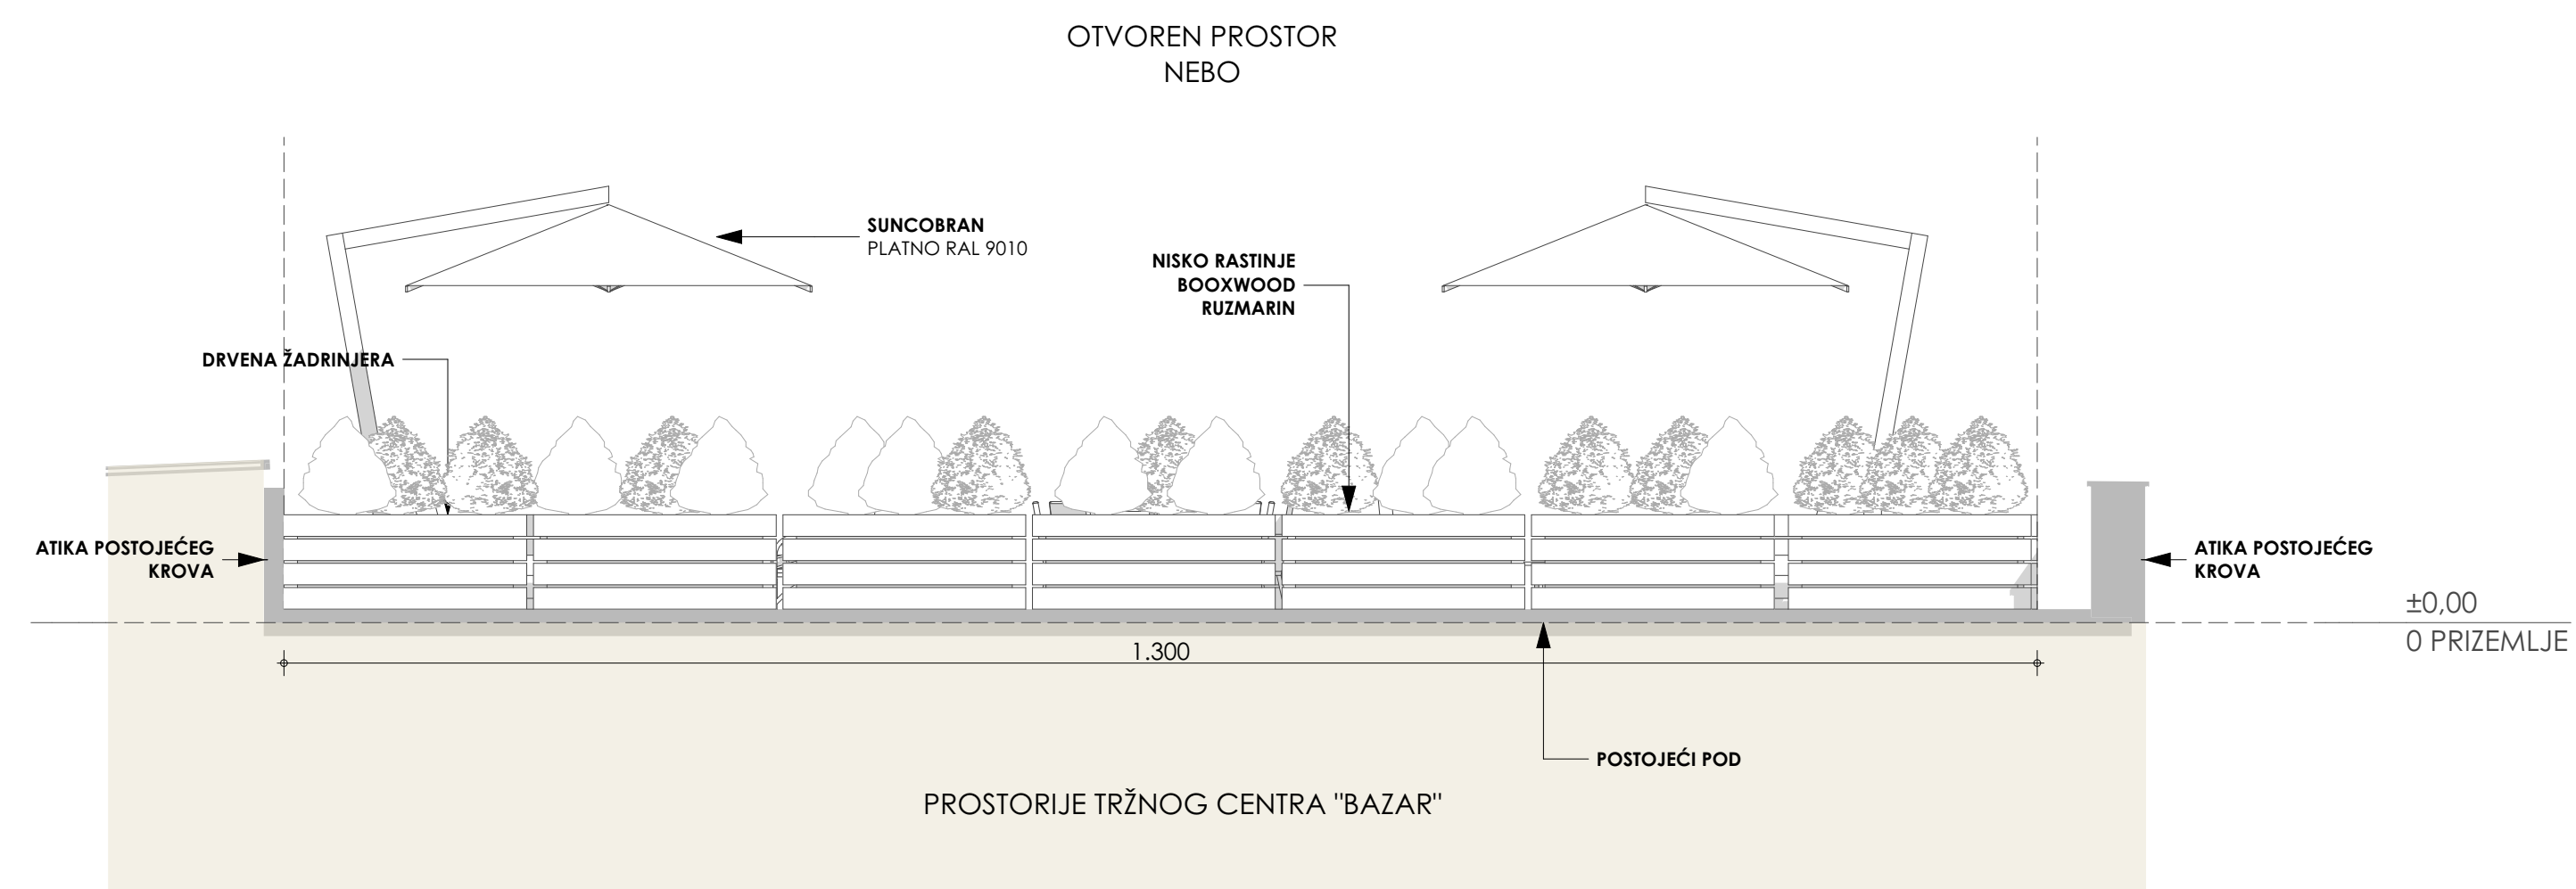 OTVOREN PROSTOR
NEBO
SUNCOBRAN
PLATNO RAL 9010
NISKO RASTINJE
BOOXWOOD
RUZMARIN
DRVENA ŽADRINJERA
ATIKA POSTOJEĆEG
KROVA
ATIKA POSTOJEĆEG
KROVA
±0,00
0 PRIZEMLJE
1.300
POSTOJEĆI POD
PROSTORIJE TRŽNOG CENTRA "BAZAR"